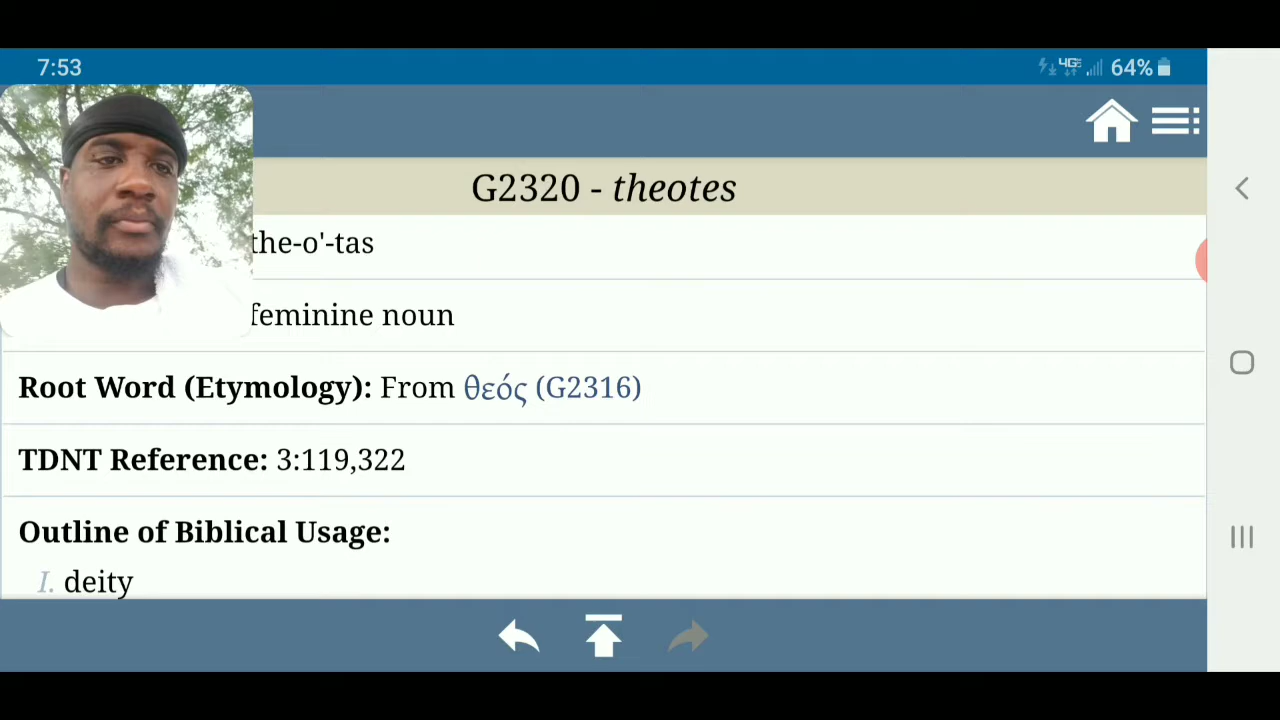 7:53
4G 64%
G2320 - theotes
the-o'-tas
feminine noun
Root Word (Etymology): From θεός (G2316)
TDNT Reference: 3:119,322
Outline of Biblical Usage:
I. deity